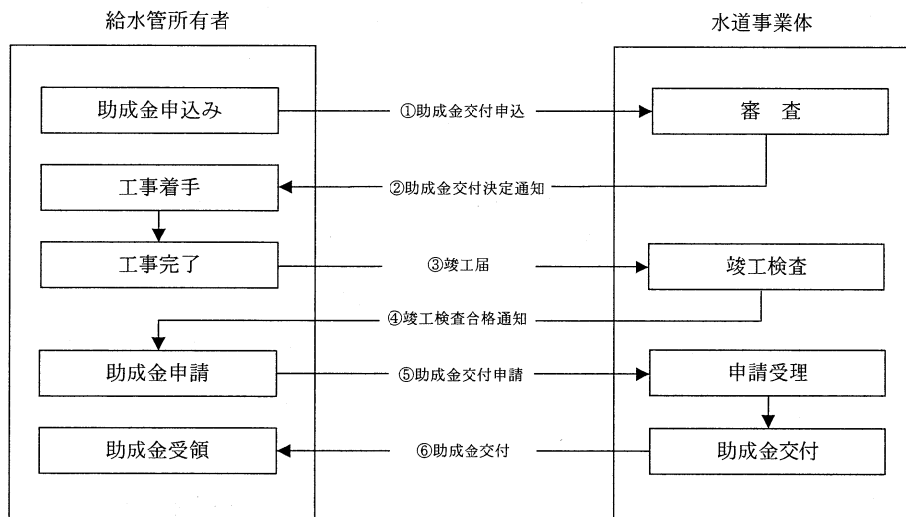 給水管所有者
水道事業体
助成金申込み
①助成金交付申込
審　査
工事着手
②助成金交付決定通知
工事完了
③竣工届
竣工検査
④竣工検査合格通知
助成金申請
⑤助成金交付申請
申請受理
助成金受領
⑥助成金交付
助成金交付